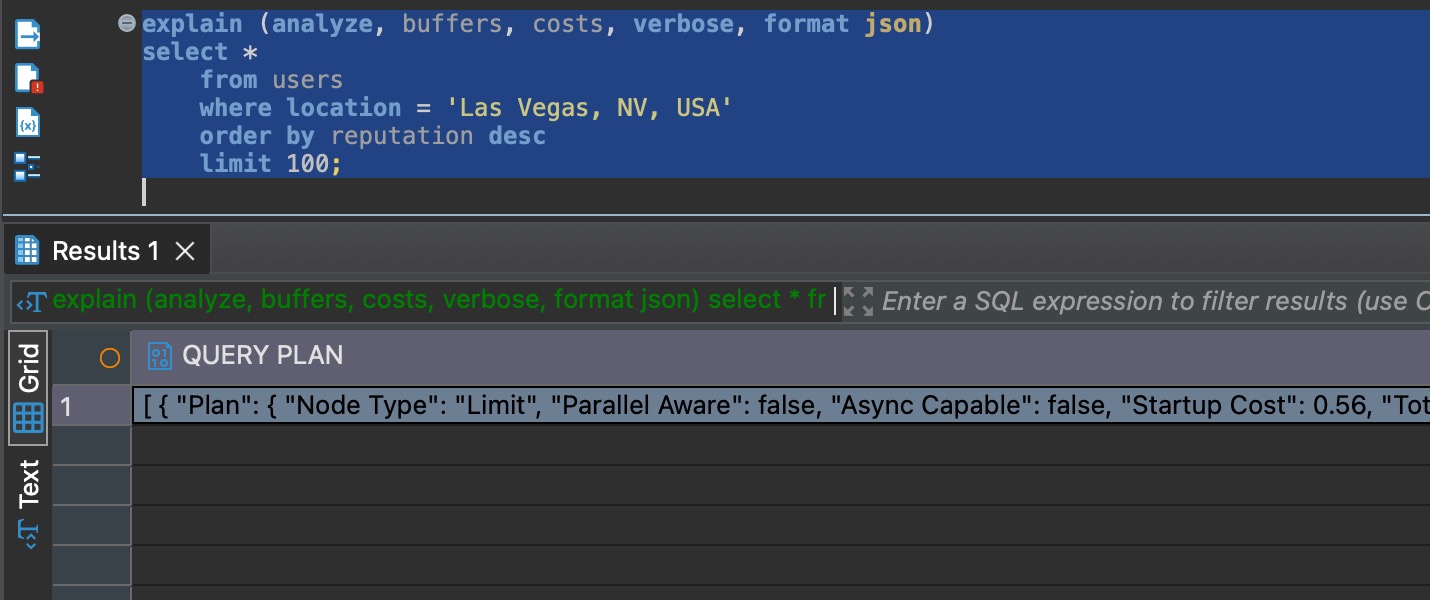 explain (analyze, buffers, costs, verbose, format json)
select *
from users
where location = 'Las Vegas, NV, USA'
order by reputation desc
limit 100;
Results 1
explain (analyze, buffers, costs, verbose, format json) select * fr
Enter a SQL expression to filter results (use C
Grid
QUERY PLAN
1
[ { "Plan": { "Node Type": "Limit", "Parallel Aware": false, "Async Capable": false, "Startup Cost": 0.56, "Tot
Text